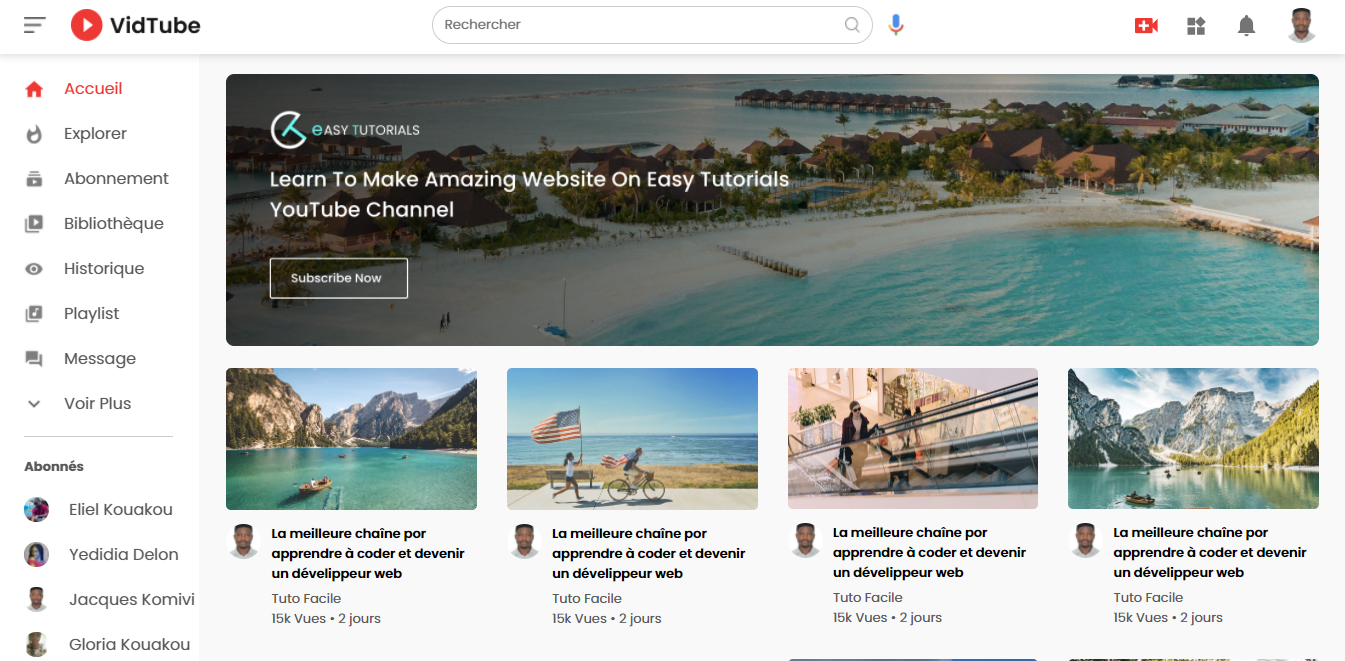 VidTube
Rechercher
Accueil
Explorer
Abonnement
Bibliothèque
Historique
Playlist
Message
Voir Plus
Abonnés
Eliel Kouakou
Yedidia Delon
Jacques Komivi
Gloria Kouakou
eASY TUTORIALS
Learn To Make Amazing Website On Easy Tutorials
YouTube Channel
Subscribe Now
La meilleure chaîne por
apprendre à coder et devenir
un dévelippeur web
Tuto Facile
15k Vues • 2 jours
La meilleure chaîne por
apprendre à coder et devenir
un dévelippeur web
Tuto Facile
15k Vues • 2 jours
La meilleure chaîne por
apprendre à coder et devenir
un dévelippeur web
Tuto Facile
15k Vues • 2 jours
La meilleure chaîne por
apprendre à coder et devenir
un dévelippeur web
Tuto Facile
15k Vues • 2 jours